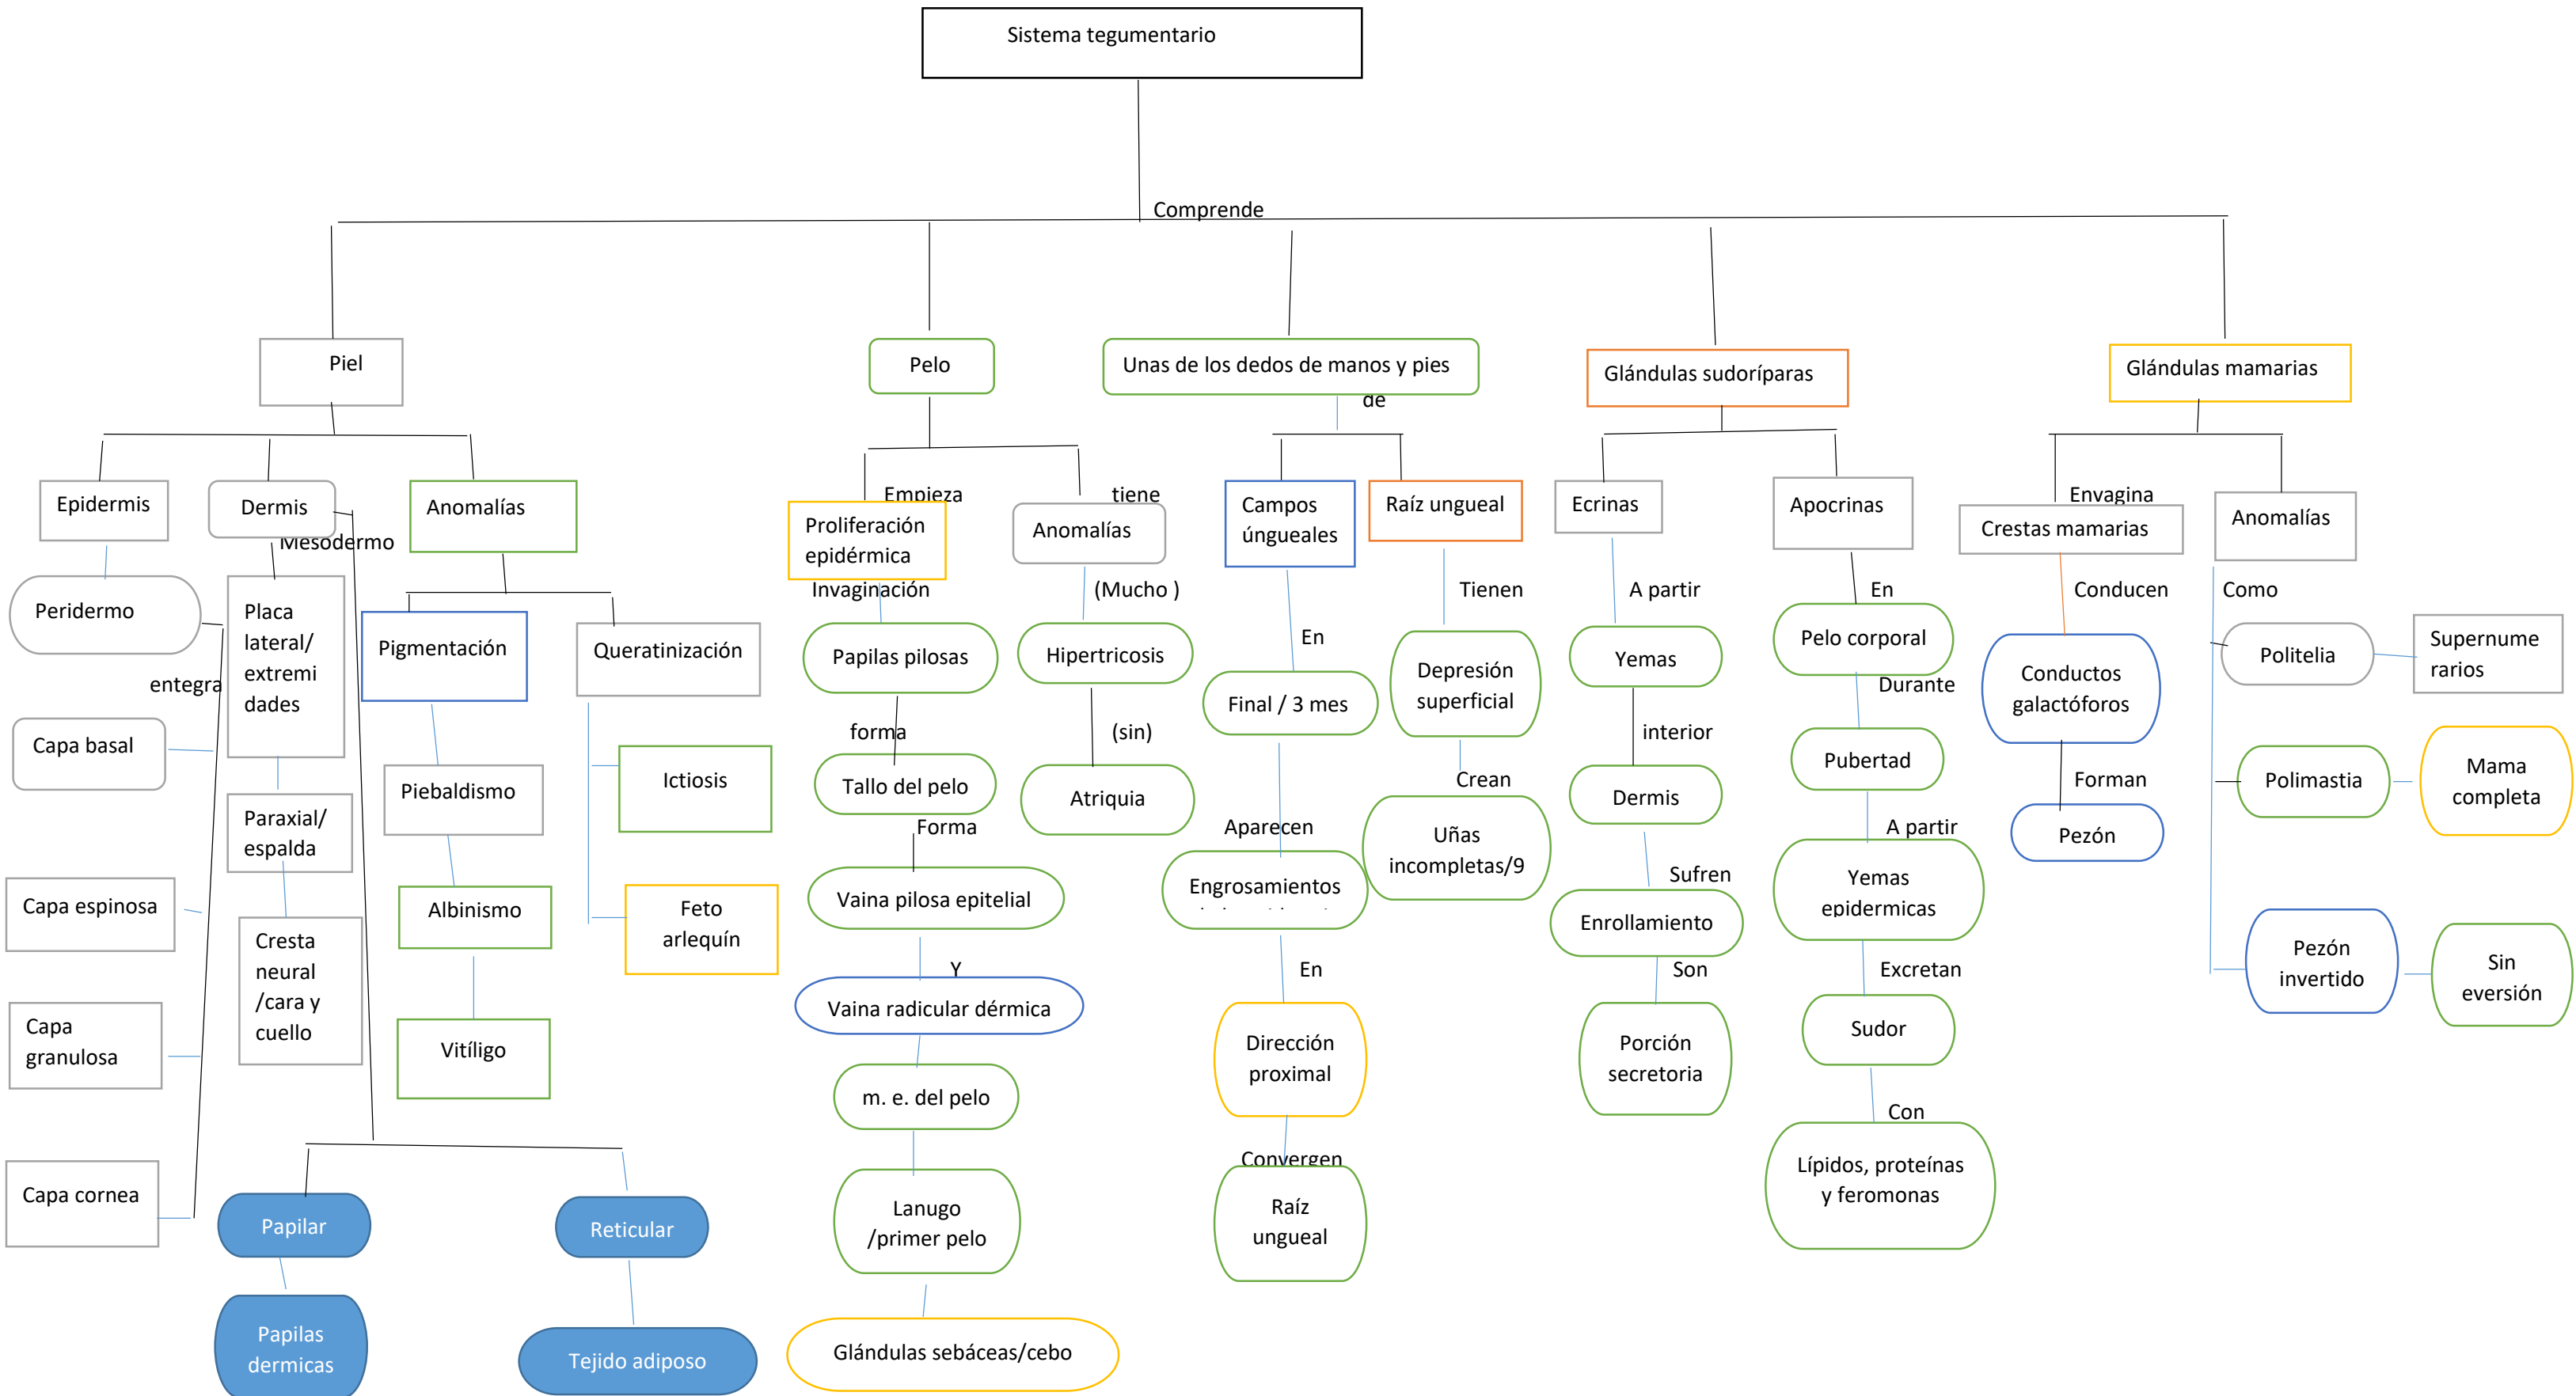 Sistema tegumentario
Comprende
Piel
Pelo
Unas de los dedos de manos y pies
de
Glándulas sudoríparas
Glándulas mamarias
Epidermis
Dermis
Mesodermo
Anomalías
Peridermo
entegra
Capa basal
Capa espinosa
Capa
granulosa
Capa cornea
Placa
lateral/
extremi
dades
Paraxial/
espalda
Cresta
neural
/cara y
cuello
Papilar
Papilas
dermicas
Reticular
Tejido adiposo
Pigmentación
Piebaldismo
Albinismo
Vitíligo
Queratinización
Ictiosis
Feto
arlequín
Empieza
Proliferación
epidérmica
Invaginación
Papilas pilosas
forma
Tallo del pelo
Forma
Vaina pilosa epitelial
Y
Vaina radicular dérmica
m. e. del pelo
Lanugo
/primer pelo
Glándulas sebáceas/cebo
tiene
Anomalías
(Mucho )
Hipertricosis
(sin)
Atriquia
Campos
úngueales
En
Final / 3 mes
Aparecen
Engrosamientos
En
Dirección
proximal
Convergen
Raíz
ungueal
Raíz ungueal
Tienen
Depresión
superficial
Crean
Uñas
incompletas/9
Ecrinas
A partir
Yemas
interior
Dermis
Sufren
Enrollamiento
Son
Porción
secretoria
Apocrinas
En
Pelo corporal
Durante
Pubertad
A partir
Yemas
epidermicas
Excretan
Sudor
Con
Lípidos, proteínas
y feromonas
Envagina
Crestas mamarias
Conducen
Conductos
galactóforos
Forman
Pezón
Anomalías
Como
Politelia
Supernume
rarios
Polimastia
Mama
completa
Pezón
invertido
Sin
eversión